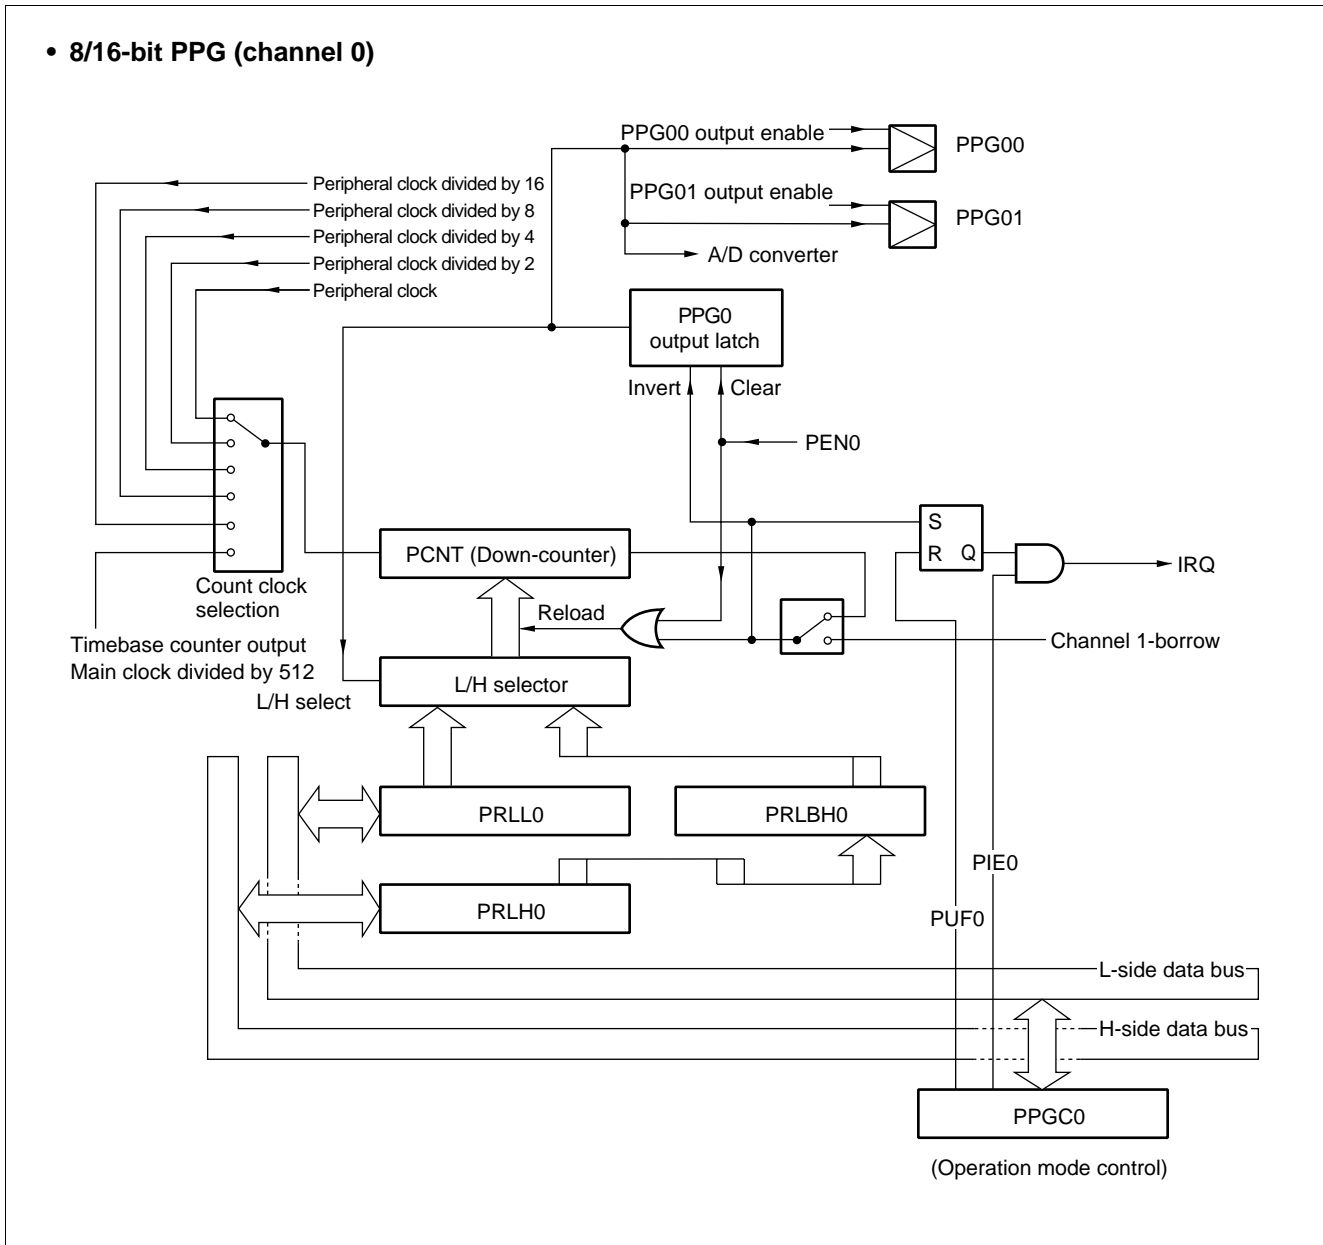 • 8/16-bit PPG (channel 0)
PPG00 output enable
PPG00
Peripheral clock divided by 16
PPG01 output enable
Peripheral clock divided by 8
PPG01
Peripheral clock divided by 4
A/D converter
Peripheral clock divided by 2
Peripheral clock
PPG0
output latch
Invert
Clear
PEN0
S
R
Q
PCNT (Down-counter)
IRQ
Count clock
selection
Reload
Timebase counter output
Main clock divided by 512
Channel 1-borrow
L/H selector
L/H select
PRLL0
PRLBH0
PIE0
PRLH0
PUF0
L-side data bus
H-side data bus
PPGC0
(Operation mode control)